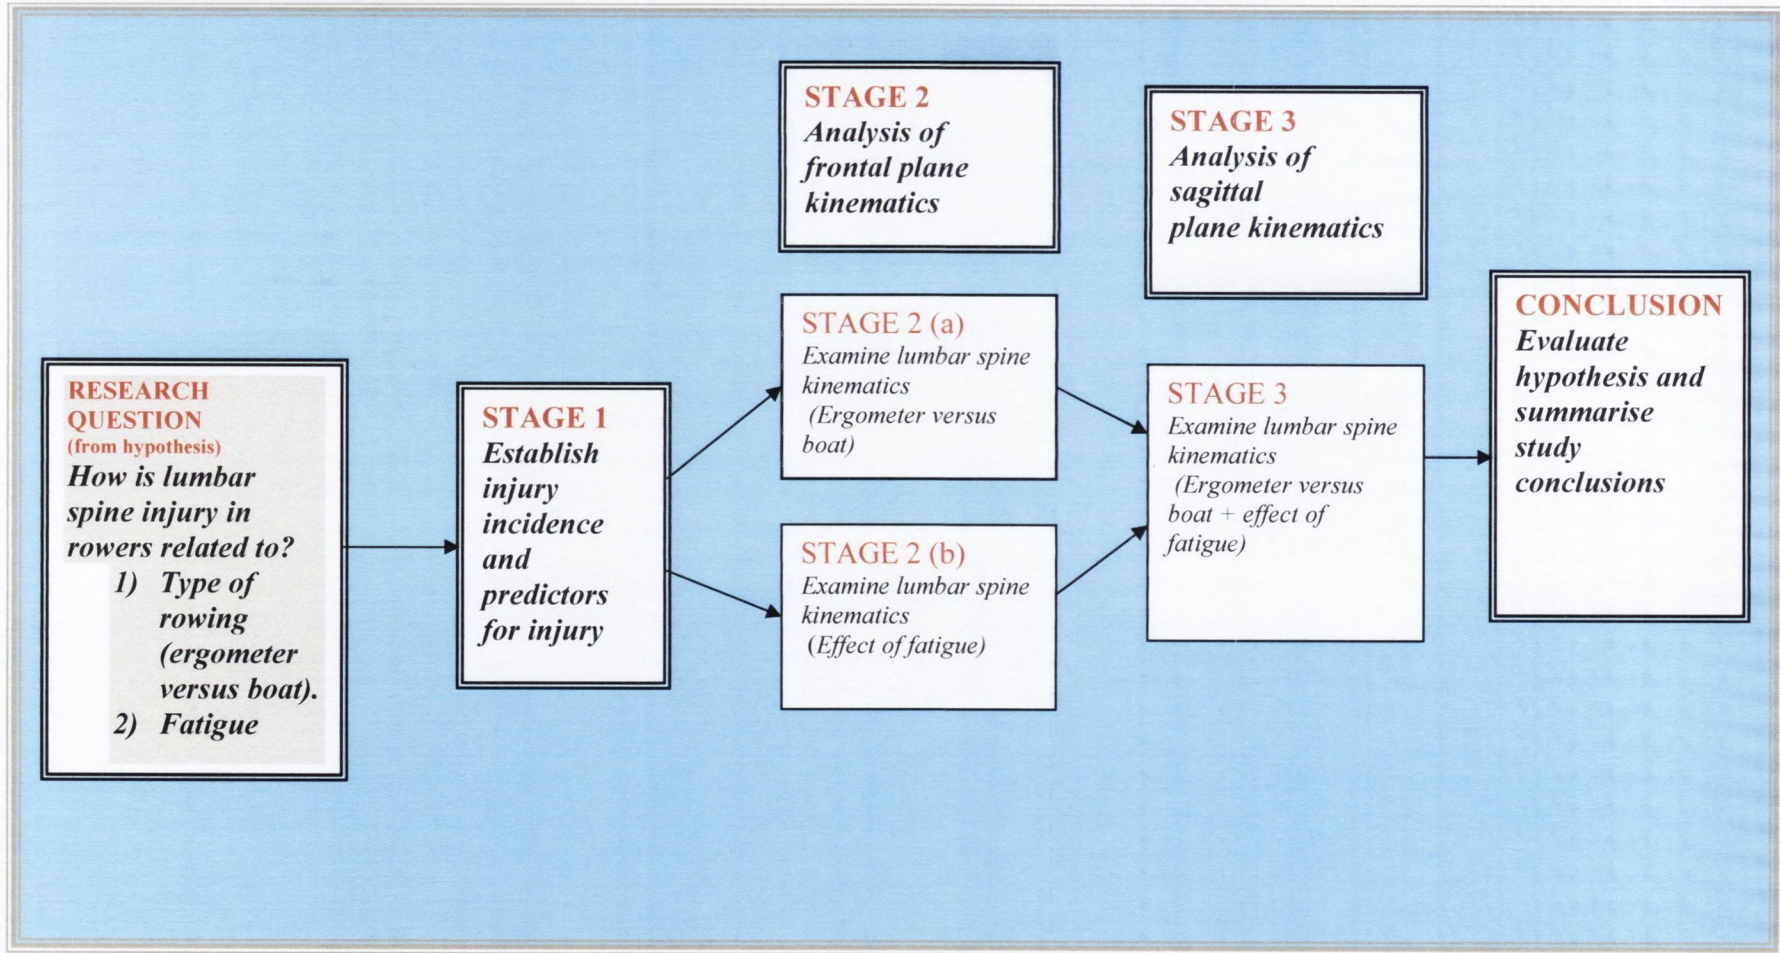 RESEARCH
QUESTION
(from hypothesis)
How is lumbar
spine injury in
rowers related to?
1) Type of
rowing
(ergometer
versus boat).
2) Fatigue
STAGE 1
Establish
injury
incidence
and
predictors
for injury
STAGE 2
Analysis of
frontal plane
kinematics
STAGE 2 (a)
Examine lumbar spine
kinematics
(Ergometer versus
boat)
STAGE 2 (b)
Examine lumbar spine
kinematics
(Effect of fatigue)
STAGE 3
Analysis of
sagittal
plane kinematics
STAGE 3
Examine lumbar spine
kinematics
(Ergometer versus
boat + effect of
fatigue)
CONCLUSION
Evaluate
hypothesis and
summarise
study
conclusions